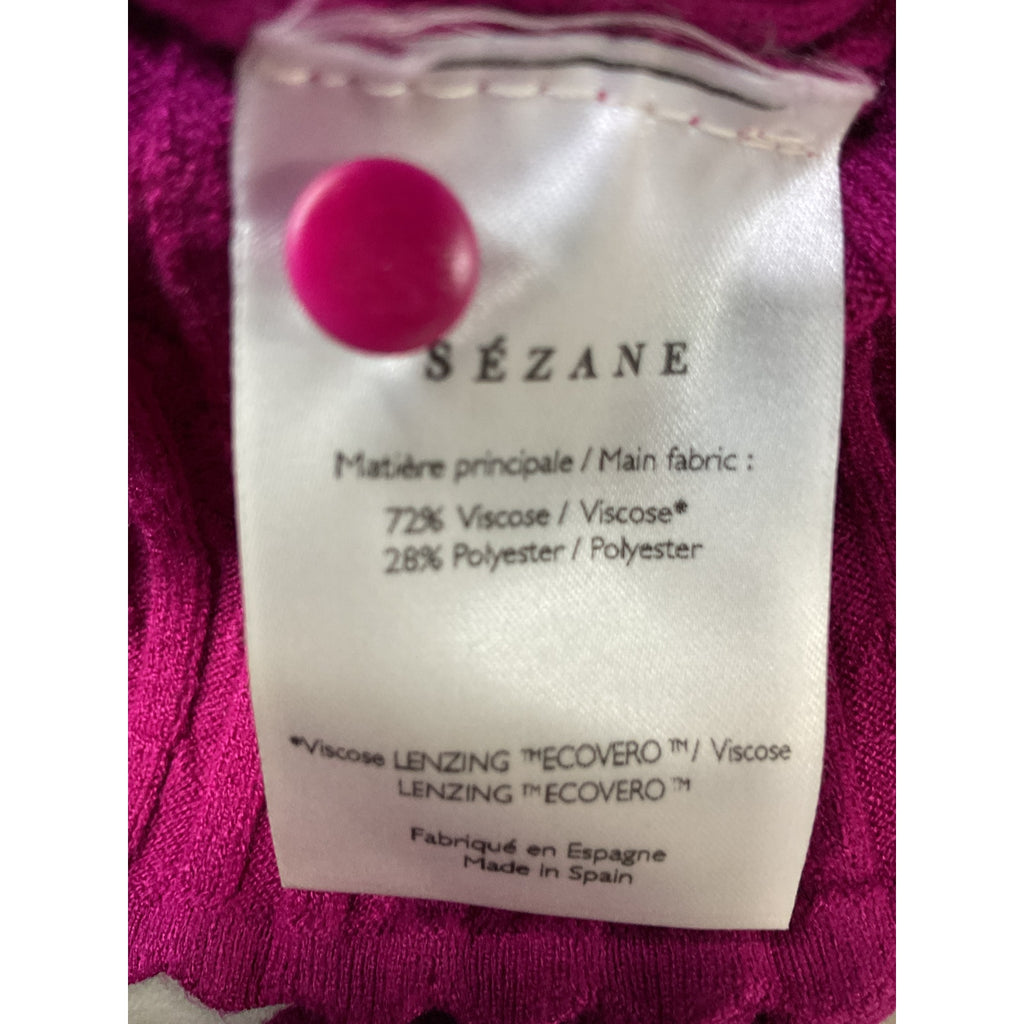 SÉZANE
Matière principale / Main fabric :
72% Viscose / Viscose*
28% Polyester / Polyester
*Viscose LENZING ™ECOVERO™/ Viscose
LENZING ™ECOVERO™
Fabriqué en Espagne
Made in Spain